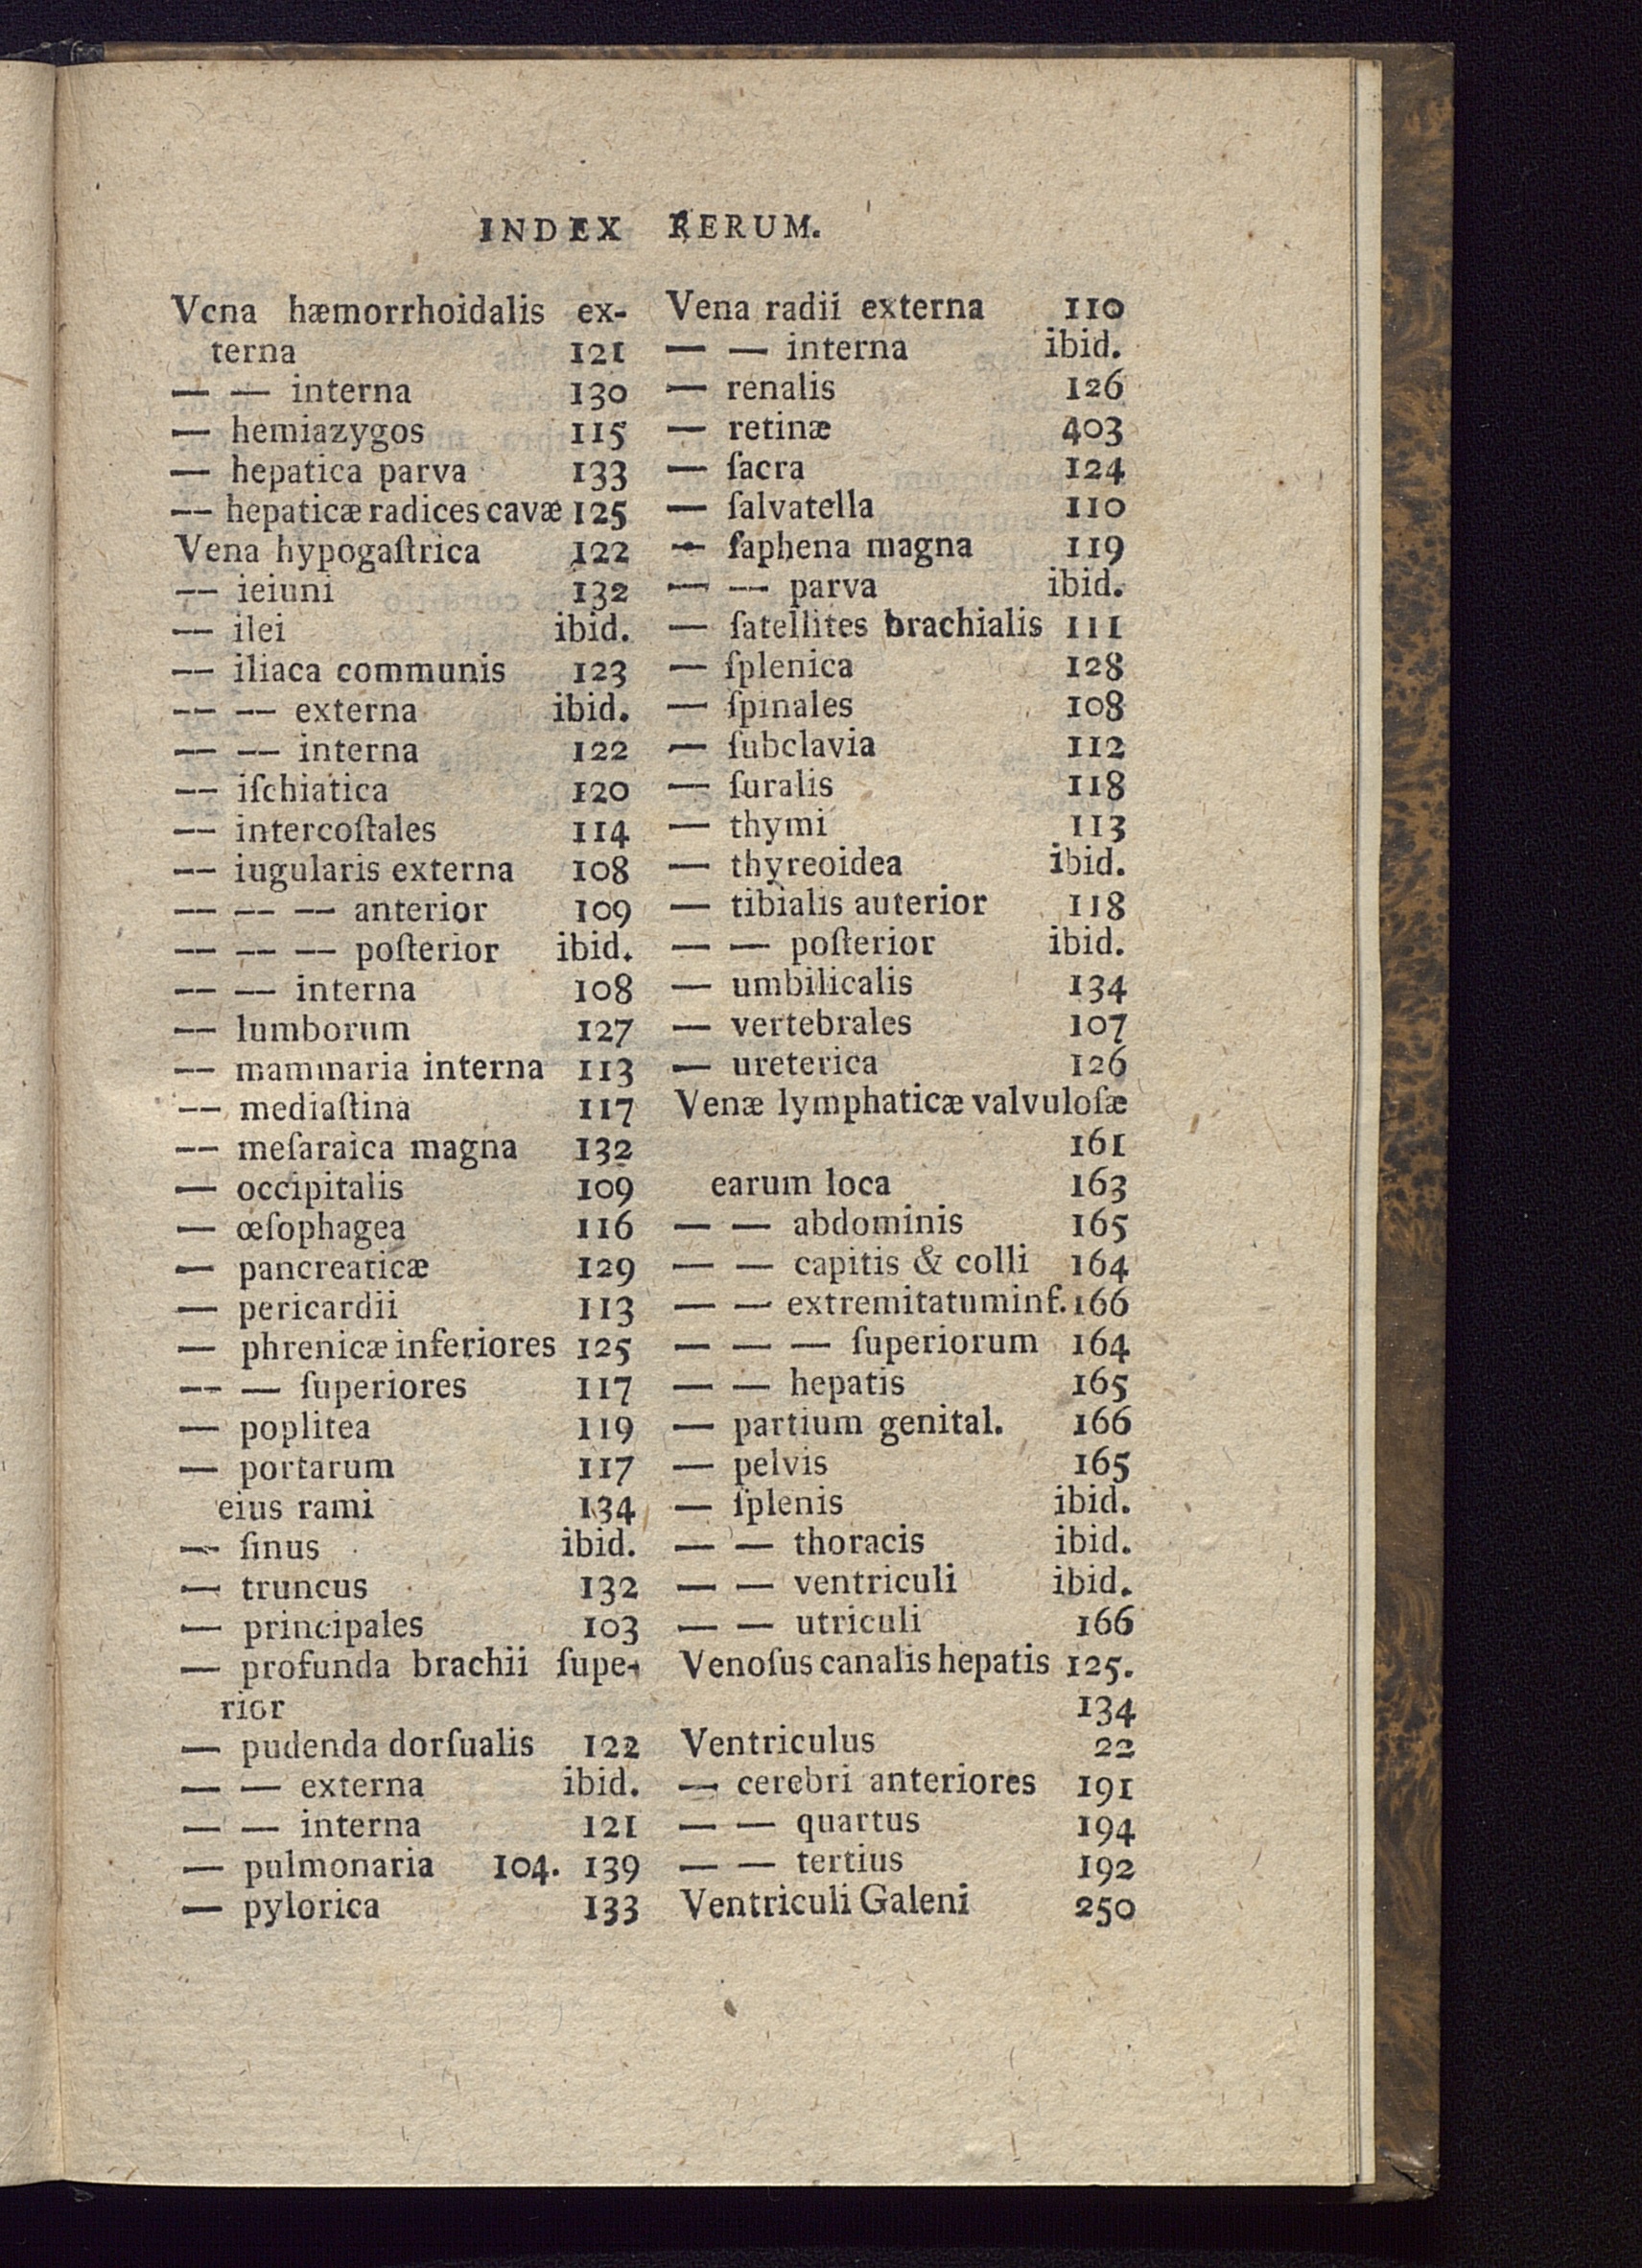 INDEX RERUM.
Vena hæmorrhoidalis ex-
terna 121
— — interna 130
— hemiazygos 115
— hepatica parva 133
— hepaticæ radices cavæ 125
Vena hypogaſtrica 122
— ieiuni 132
— ilei ibid.
— iliaca communis 123
— — externa ibid.
— — interna 122
— iſchiatica 120
— intercoſtales 114
— iugularis externa 108
— — — anterior 109
— — — poſterior ibid.
— — interna 108
— lumborum 127
— mammaria interna 113
— mediaſtina 117
— meſaraica magna 132
— occipitalis 109
— œſophagea 116
— pancreaticæ 129
— pericardii 113
— phrenicæ inferiores 125
— — ſuperiores 117
— poplitea 119
— portarum 117
eius rami 134
— ſinus ibid.
— truncus 132
— principales 103
— profunda brachii ſupe-
rior
— pudenda dorſualis 122
— — externa ibid.
— — interna 121
— pulmonaria 104. 139
— pylorica 133
Vena radii externa 110
— — interna ibid.
— renalis 126
— retinæ 403
— ſacra 124
— ſalvatella 110
— ſaphena magna 119
— — parva ibid.
— ſatellites brachialis 111
— ſplenica 128
— ſpinales 108
— ſubclavia 112
— ſuralis 118
— thymi 113
— thyreoidea ibid.
— tibialis auterior 118
— — poſterior ibid.
— umbilicalis 134
— vertebrales 107
— ureterica 126
Venæ lymphaticæ valvuloſæ
161
earum loca 163
— — abdominis 165
— — capitis & colli 164
— — extremitatum inf. 166
— — — ſuperiorum 164
— — hepatis 165
— partium genital. 166
— pelvis 165
— ſplenis ibid.
— — thoracis ibid.
— — ventriculi ibid.
— — utriculi 166
Venoſus canalis hepatis 125.
134
Ventriculus 22
— cerebri anteriores 191
— — quartus 194
— — tertius 192
Ventriculi Galeni 250